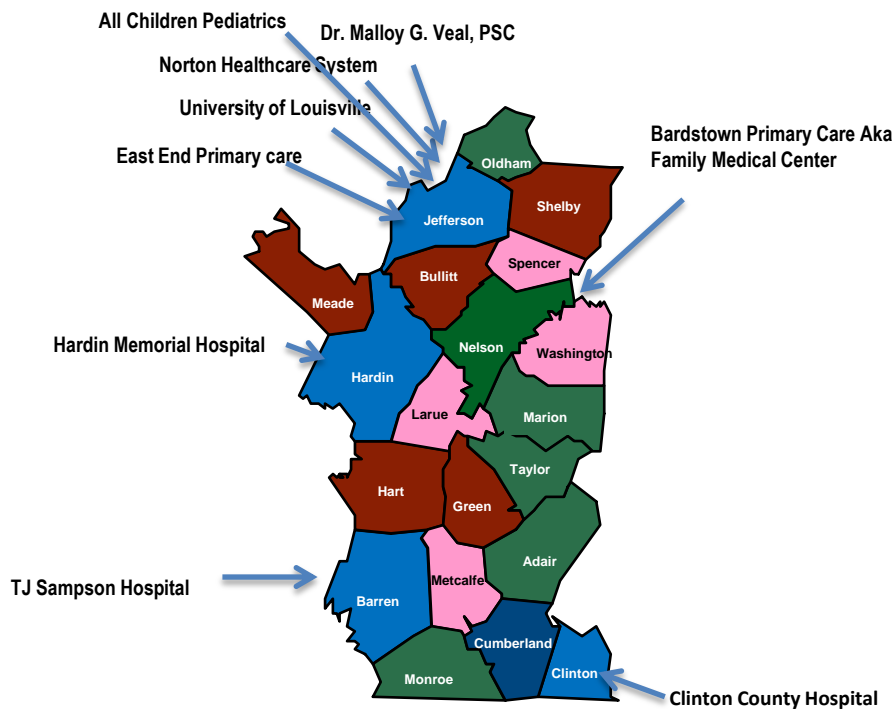 All Children Pediatrics
Dr. Malloy G. Veal, PSC
Norton Healthcare System
University of Louisville
East End Primary care
Bardstown Primary Care Aka
Family Medical Center
Oldham
Shelby
Jefferson
Spencer
Bullitt
Meade
Nelson
Washington
Hardin Memorial Hospital
Hardin
Larue
Marion
Taylor
Hart
Green
Adair
TJ Sampson Hospital
Metcalfe
Barren
Cumberland
Clinton
Monroe
Clinton County Hospital